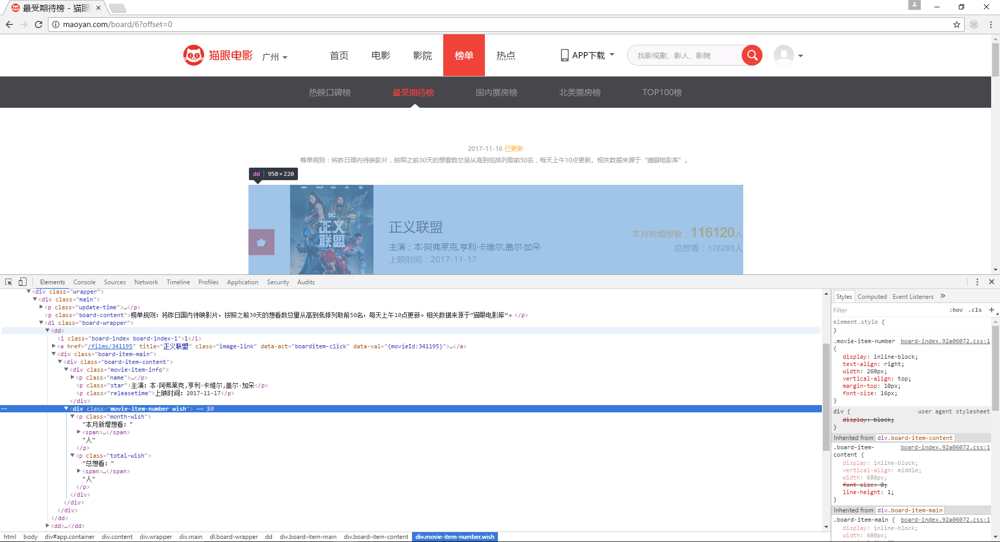 最受期待榜 - 猫眼
maoyan.com/board/6?offset=0
猫眼电影
广州
首页 电影 影院 榜单 热点
APP下载
找影视剧、影人、影院
热映口碑榜 最受期待榜 国内票房榜 北美票房榜 TOP100榜
2017-11-16 已更新
榜单规则：将昨日国内待映影片，按照之前30天的想看数总量从高到低排列取前50名，每天上午10点更新。相关数据来源于“猫眼电影库”。
dd 950×220
DC
正义
联盟
正义联盟
主演：本·阿弗莱克,亨利·卡维尔,盖尔·加朵
上映时间：2017-11-17
本月新增想看：116120人
总想看：176293人
Elements Console Sources Network Timeline Profiles Application Security Audits
<div class="wrapper">
<div class="main">
<p class="update-time">…</p>
<p class="board-content">榜单规则：将昨日国内待映影片，按照之前30天的想看数总量从高到低排列取前50名，每天上午10点更新。相关数据来源于“猫眼电影库”。</p>
<dl class="board-wrapper">
<dd>
<i class="board-index board-index-1">1</i>
<a href="/films/341195" title="正义联盟" class="image-link" data-act="boarditem-click" data-val="{movieId:341195}">…</a>
<div class="board-item-main">
<div class="board-item-content">
<div class="movie-item-info">
<p class="name">…</p>
<p class="star">主演：本·阿弗莱克,亨利·卡维尔,盖尔·加朵</p>
<p class="releasetime">上映时间：2017-11-17</p>
</div>
<div class="movie-item-number wish"> == $0
<p class="month-wish">
"本月新增想看："
<span>…</span>
"人"
</p>
<p class="total-wish">
"总想看："
<span>…</span>
"人"
</p>
</div>
</div>
</div>
</dd>
<dd>…</dd>
html body div#app.container div.content div.wrapper div.main dl.board-wrapper dd div.board-item-main div.board-item-content div.movie-item-number.wish
Styles Computed Event Listeners »
Filter :hov .cls +
element.style {
}
.movie-item-number board-index.92a06072.css:1
{
display: inline-block;
text-align: right;
width: 260px;
vertical-align: top;
margin-top: 10px;
font-size: 16px;
}
div { user agent stylesheet
display: block;
}
Inherited from div.board-item-content
.board-item- board-index.92a06072.css:1
content {
display: inline-block;
vertical-align: middle;
width: 680px;
font-size: 0;
line-height: 1;
}
Inherited from div.board-item-main
.board-item-main { board-index.92a06072.css:1
display: inline-block;
width: 680px;